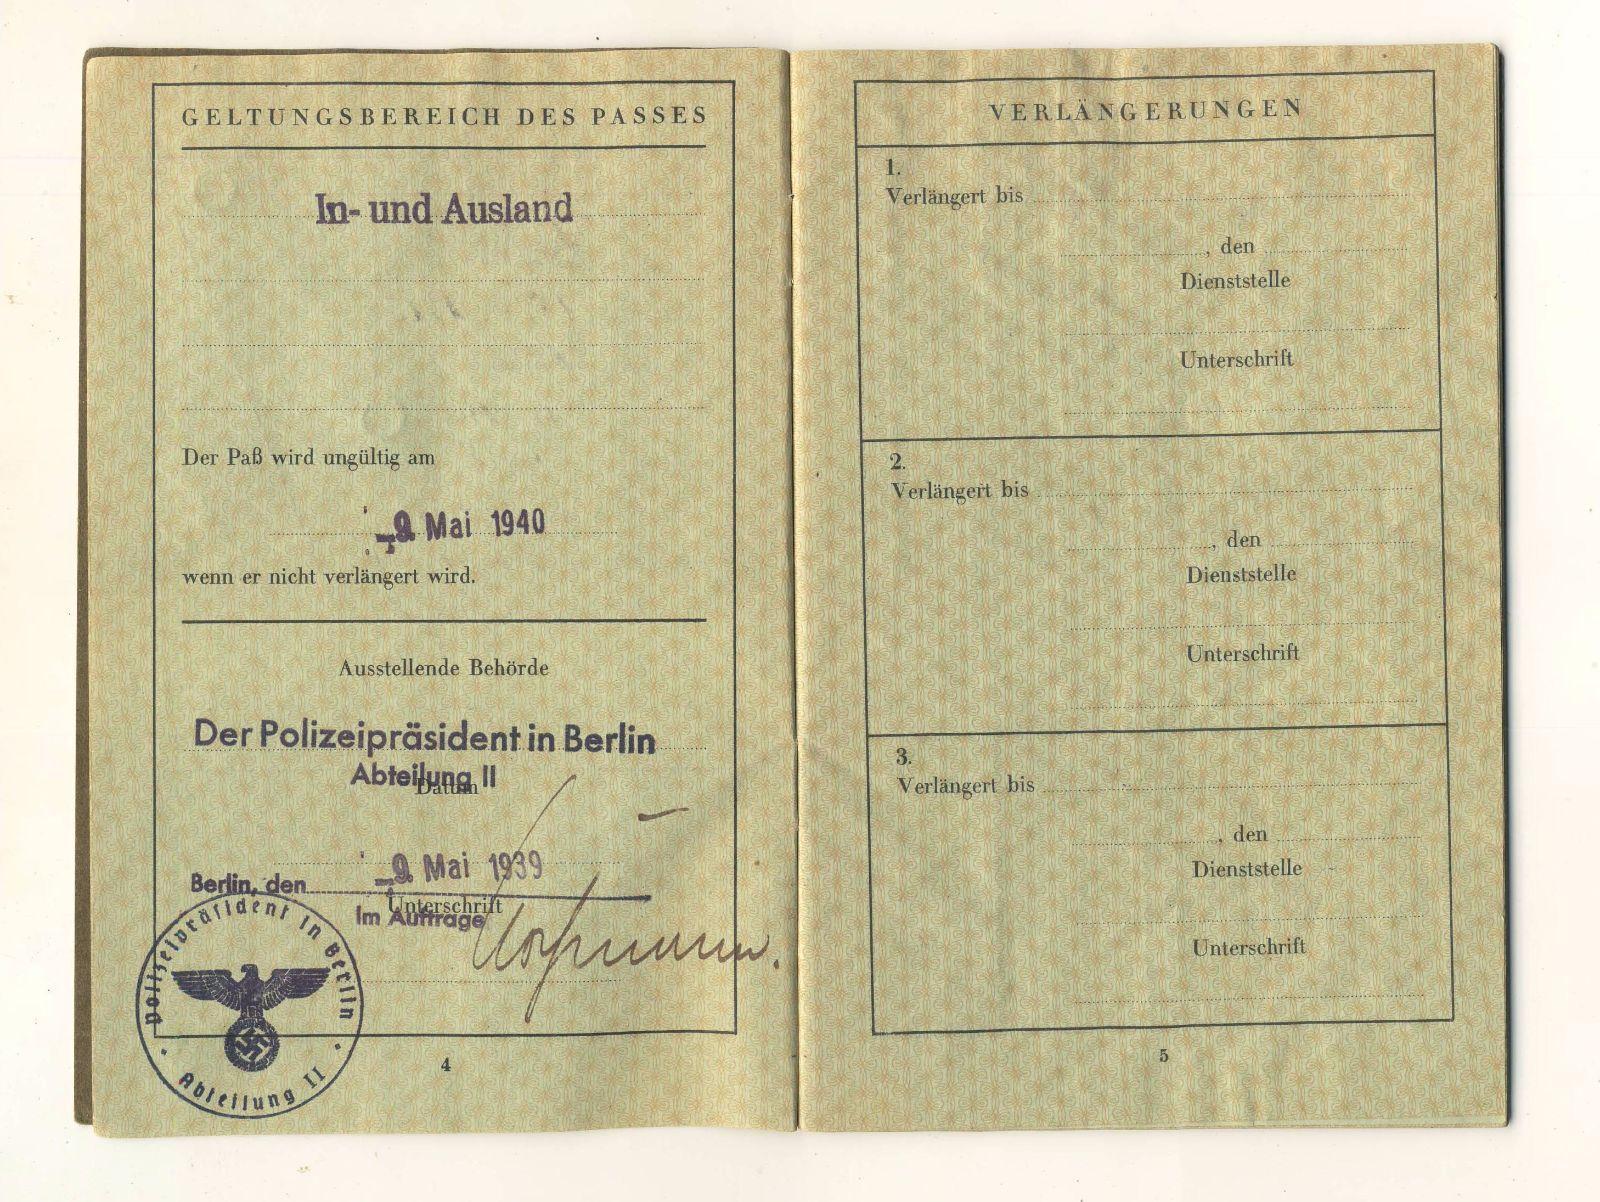 GELTUNGSBEREICH DES PASSES
In- und Ausland
Der Paß wird ungültig am
-9. Mai 1940
wenn er nicht verlängert wird.
Ausstellende Behörde
Der Polizeipräsident in Berlin
Abteilung II
Datum
Berlin, den -9. Mai 1939
Unterschrift
Im Auftrage
Polizeipräsident in Berlin
Abteilung II
4
VERLÄNGERUNGEN
1.
Verlängert bis
, den
Dienststelle
Unterschrift
2.
Verlängert bis
, den
Dienststelle
Unterschrift
3.
Verlängert bis
, den
Dienststelle
Unterschrift
5